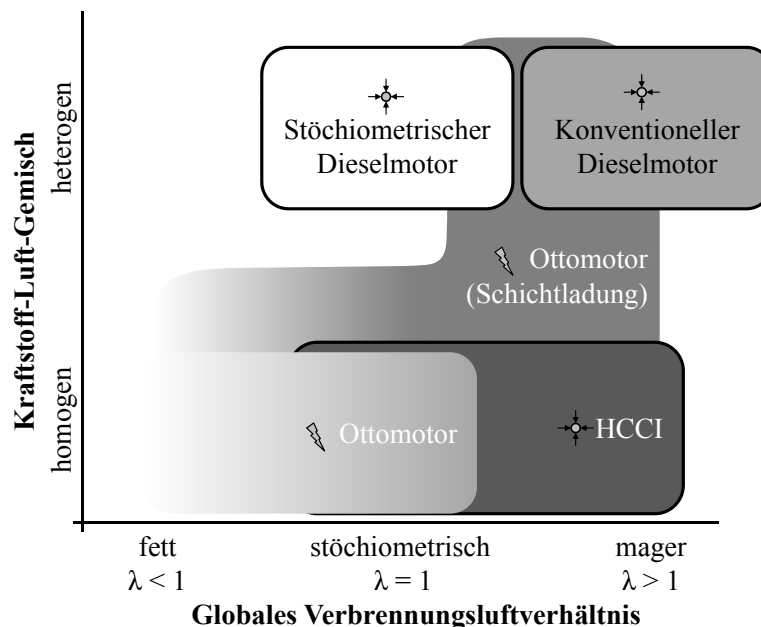 Kraftstoff-Luft-Gemisch
heterogen
homogen
Stöchiometrischer
Dieselmotor
Konventioneller
Dieselmotor
Ottomotor
(Schichtladung)
Ottomotor
HCCI
fett
λ < 1
stöchiometrisch
λ = 1
mager
λ > 1
Globales Verbrennungsluftverhältnis